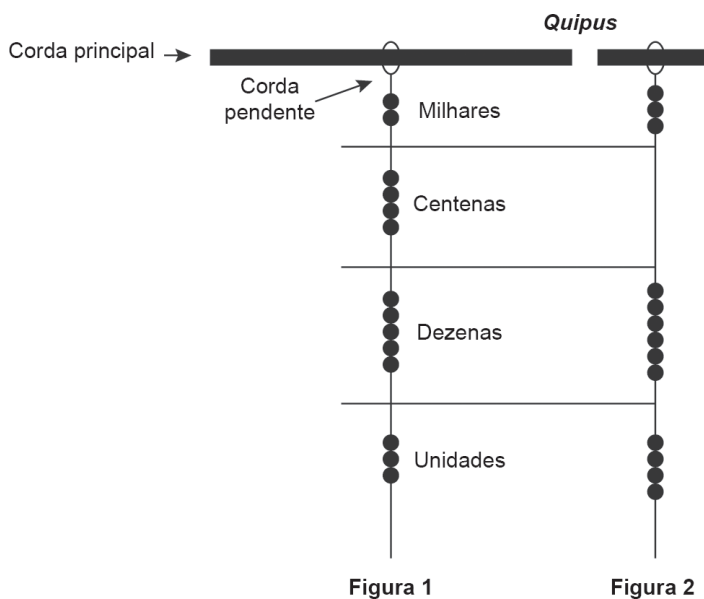 Quipus
Corda principal
Corda
pendente
Milhares
Centenas
Dezenas
Unidades
Figura 1
Figura 2